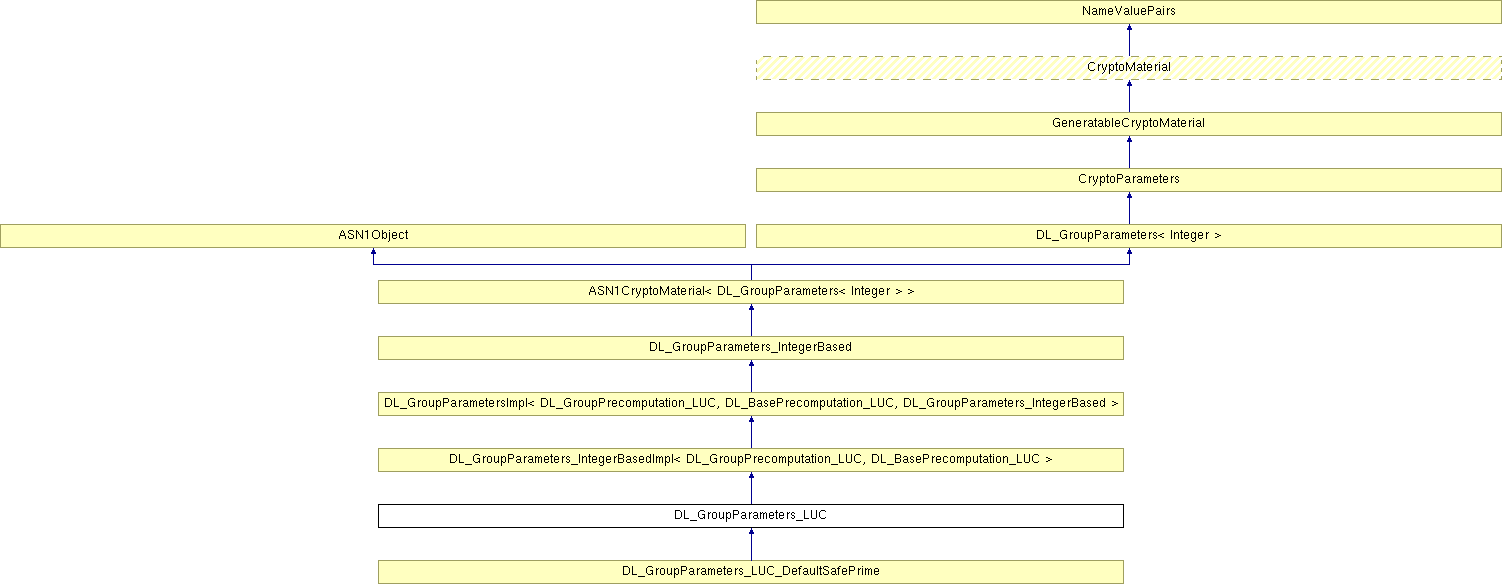 NameValuePairs
CryptoMaterial
GeneratableCryptoMaterial
CryptoParameters
ASN1Object
DL_GroupParameters< Integer >
ASN1CryptoMaterial< DL_GroupParameters< Integer > >
DL_GroupParameters_IntegerBased
DL_GroupParametersImpl< DL_GroupPrecomputation_LUC, DL_BasePrecomputation_LUC, DL_GroupParameters_IntegerBased >
DL_GroupParameters_IntegerBasedImpl< DL_GroupPrecomputation_LUC, DL_BasePrecomputation_LUC >
DL_GroupParameters_LUC
DL_GroupParameters_LUC_DefaultSafePrime